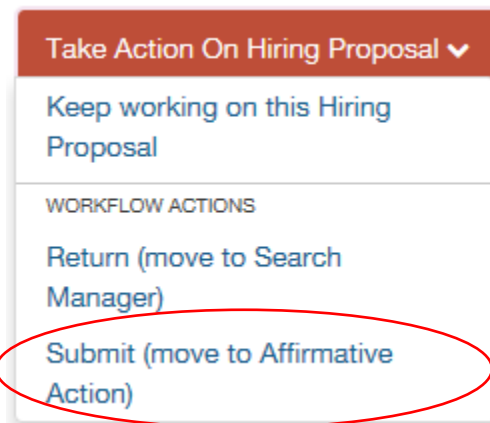 Take Action On Hiring Proposal
Keep working on this Hiring
Proposal
WORKFLOW ACTIONS
Return (move to Search
Manager)
Submit (move to Affirmative
Action)